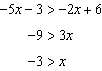 −5x − 3 > −2x + 6
−9 > 3x
−3 > x